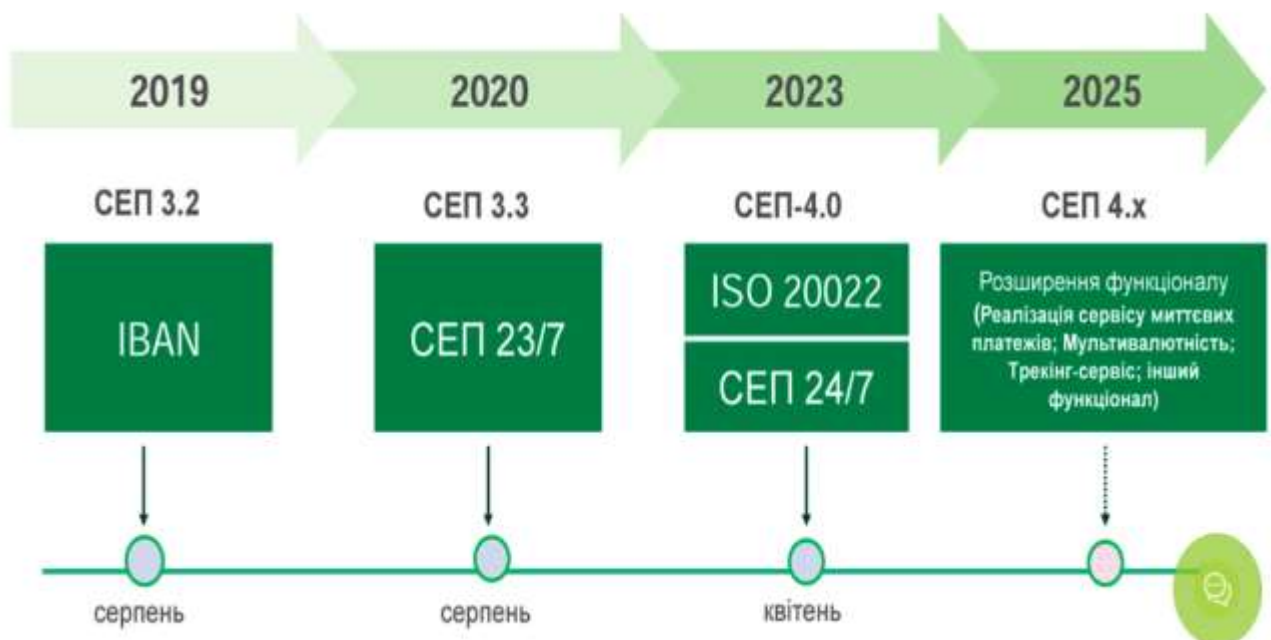 2019
2020
2023
2025
СЕП 3.2
СЕП 3.3
СЕП-4.0
СЕП 4.x
IBAN
СЕП 23/7
ISO 20022
СЕП 24/7
Розширення функціоналу
(Реалізація сервісу миттєвих
платежів; Мультивалютність;
Трекінг-сервіс; інший
функціонал)
серпень
серпень
квітень